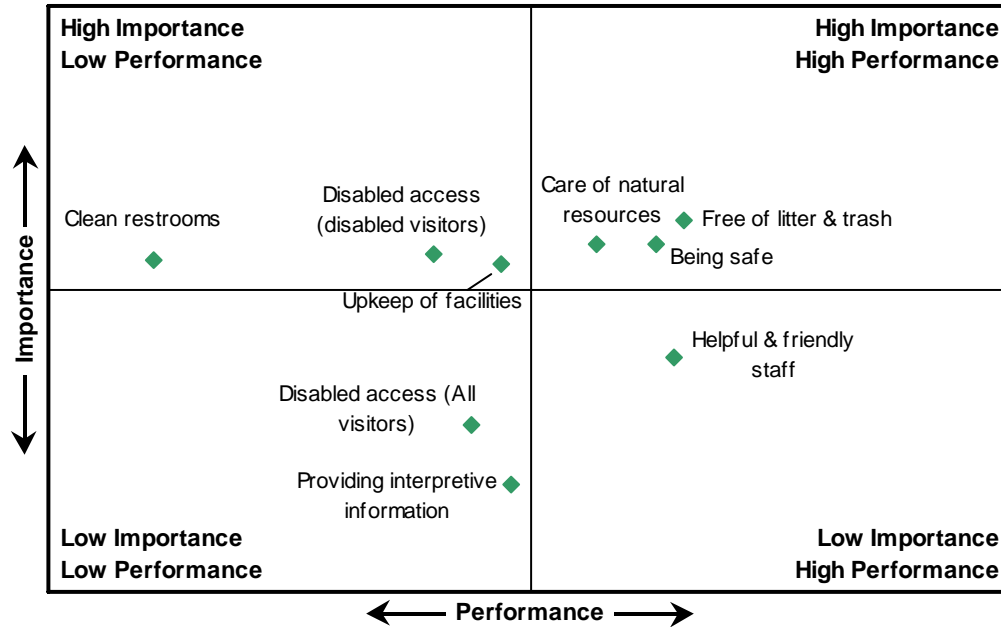 High Importance
Low Performance
High Importance
High Performance
Clean restrooms
Disabled access
(disabled visitors)
Upkeep of facilities
Care of natural
resources
Free of litter & trash
Being safe
Importance
Helpful & friendly
staff
Disabled access (All
visitors)
Providing interpretive
information
Low Importance
Low Performance
Low Importance
High Performance
Performance